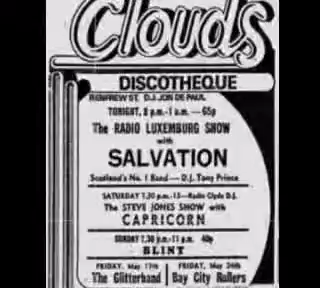 Clouds
DISCOTHEQUE
RENFREW ST. D.J. JON DE-PAUL
TONIGHT, 8 p.m.-1 a.m. — 65p
The RADIO LUXEMBURG SHOW
with
SALVATION
Scotland's No. 1 Band — D.J. Tony Prince
SATURDAY 7.30 p.m.-12—Radio Clyde D.J.
The STEVE JONES SHOW with
CAPRICORN
SUNDAY 7.30 p.m.-11 p.m. 40p
BLINT
FRIDAY, May 17th FRIDAY, May 24th
The Glitterband Bay City Rollers